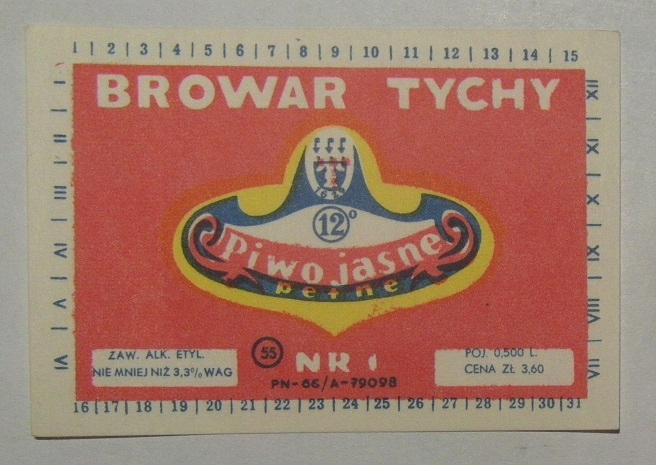 1 | 2 | 3 | 4 | 5 | 6 | 7 | 8 | 9 | 10 | 11 | 12 | 13 | 14 | 15
BROWAR TYCHY
I | II | III | IV | V | VI
XII | XI | X | IX | VIII | VII
T
12°
Piwo jasne
pełne
ZAW. ALK. ETYL.
NIE MNIEJ NIŻ 3,3% WAG
55
NR 1
PN-66/A-79098
POJ. 0,500 L.
CENA ZŁ 3,60
16 | 17 | 18 | 19 | 20 | 21 | 22 | 23 | 24 | 25 | 26 | 27 | 28 | 29 | 30 | 31